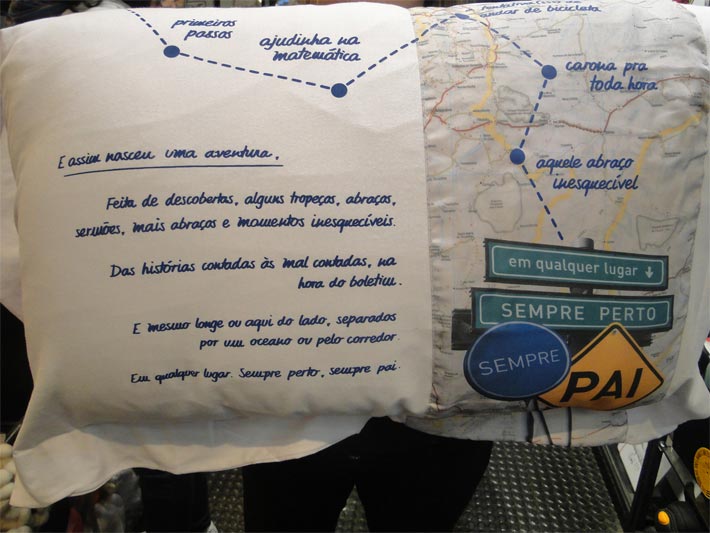 primeiros
passos
ajudinha na
matemática
andar de bicicleta
carona pra
toda hora
aquele abraço
inesquecível
E assim nasceu uma aventura.
Feita de descobertas, alguns tropeços, abraços,
sermões, mais abraços e momentos inesquecíveis.
Das histórias contadas às mal contadas, na
hora do boletim.
E mesmo longe ou aqui do lado, separados
por um oceano ou pelo corredor.
Em qualquer lugar. Sempre perto, sempre pai.
em qualquer lugar ↓
SEMPRE PERTO
SEMPRE
PAI